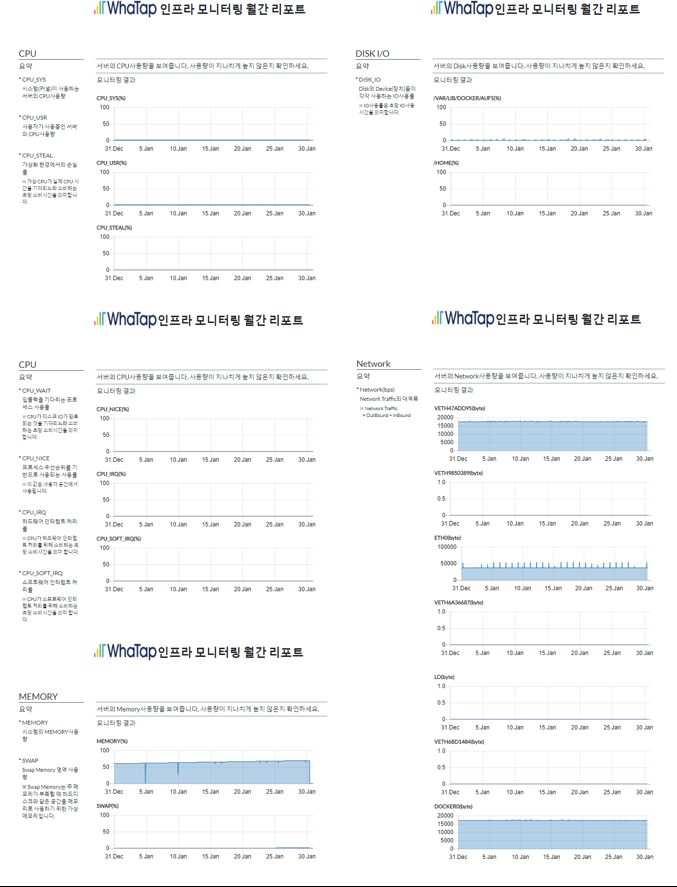 WhaTap 인프라 모니터링 월간 리포트
CPU
요약
서버의 CPU사용량을 보여줍니다. 사용량이 지나치게 높지 않은지 확인하세요.
* CPU_SYS
시스템(커널)이 사용하는
서버의 CPU사용량
* CPU_USR
사용자가 사용중인 서버
의 CPU사용량
* CPU_STEAL
가상화 환경에서의 손실
률
※ 가상 CPU가 실제 CPU 시
간을 기다리느라 소비하는
초당 소비시간을 의미합니
다.
모니터링 결과
CPU_SYS(%)
100
50
0
31.Dec 5.Jan 10.Jan 15.Jan 20.Jan 25.Jan 30.Jan
CPU_USR(%)
100
50
0
31.Dec 5.Jan 10.Jan 15.Jan 20.Jan 25.Jan 30.Jan
CPU_STEAL(%)
100
50
0
31.Dec 5.Jan 10.Jan 15.Jan 20.Jan 25.Jan 30.Jan
WhaTap 인프라 모니터링 월간 리포트
DISK I/O
요약
서버의 Disk사용량을 보여줍니다. 사용량이 지나치게 높지 않은지 확인하세요.
* DISK_IO
Disk의 Device(장치)들이
각각 사용하는 IO사용률
※ IO사용률은 초당 IO사용
시간을 의미합니다.
모니터링 결과
/VAR/LIB/DOCKER/AUFS(%)
100
50
0
31.Dec 5.Jan 10.Jan 15.Jan 20.Jan 25.Jan 30.Jan
/HOME(%)
100
50
0
31.Dec 5.Jan 10.Jan 15.Jan 20.Jan 25.Jan 30.Jan
WhaTap 인프라 모니터링 월간 리포트
CPU
요약
서버의 CPU사용량을 보여줍니다. 사용량이 지나치게 높지 않은지 확인하세요.
* CPU_WAIT
입출력을 기다리는 프로
세스 사용률
※ CPU가 디스크 IO가 완료
되는 것을 기다리느라 소비
하는 초당 소비시간을 의미
합니다.
* CPU_NICE
프로세스 우선순위를 기
반으로 사용되는 사용률
※ 이 값은 사용자 공간에서
사용됩니다.
* CPU_IRQ
하드웨어 인터럽트 처리
률
※ CPU가 하드웨어 인터럽
트 처리를 위해 소비하는 초
당 소비시간을 의미 합니다.
* CPU_SOFT_IRQ
소프트웨어 인터럽트 처
리률
※ CPU가 소프트웨어 인터
럽트 처리를 위해 소비하는
초당 소비시간을 의미 합니
다.
모니터링 결과
CPU_NICE(%)
100
50
0
31.Dec 5.Jan 10.Jan 15.Jan 20.Jan 25.Jan 30.Jan
CPU_IRQ(%)
100
50
0
31.Dec 5.Jan 10.Jan 15.Jan 20.Jan 25.Jan 30.Jan
CPU_SOFT_IRQ(%)
100
50
0
31.Dec 5.Jan 10.Jan 15.Jan 20.Jan 25.Jan 30.Jan
WhaTap 인프라 모니터링 월간 리포트
MEMORY
요약
서버의 Memory사용량을 보여줍니다. 사용량이 지나치게 높지 않은지 확인하세요.
* MEMORY
시스템의 MEMORY사용
량
* SWAP
Swap Memory 영역 사용
량
※ Swap Memory는 주 메
모리가 부족할 때 하드디
스크와 같은 공간을 메모
리로 사용하기 위한 가상
메모리입니다.
모니터링 결과
MEMORY(%)
100
50
0
31.Dec 5.Jan 10.Jan 15.Jan 20.Jan 25.Jan 30.Jan
SWAP(%)
100
50
0
31.Dec 5.Jan 10.Jan 15.Jan 20.Jan 25.Jan 30.Jan
WhaTap 인프라 모니터링 월간 리포트
Network
요약
서버의 Network사용량을 보여줍니다. 사용량이 지나치게 높지 않은지 확인하세요.
* Network(bps)
Network Traffic의 대역폭
※ Network Traffic
= OutBound + InBound
모니터링 결과
VETH47ADD95(byte)
20000
15000
10000
5000
0
31.Dec 5.Jan 10.Jan 15.Jan 20.Jan 25.Jan 30.Jan
VETH9850389(byte)
1.0
0.5
0
31.Dec 5.Jan 10.Jan 15.Jan 20.Jan 25.Jan 30.Jan
ETH0(byte)
100000
50000
0
31.Dec 5.Jan 10.Jan 15.Jan 20.Jan 25.Jan 30.Jan
VETH6A36687(byte)
1.0
0.5
0
31.Dec 5.Jan 10.Jan 15.Jan 20.Jan 25.Jan 30.Jan
LO(byte)
1.0
0.5
0
31.Dec 5.Jan 10.Jan 15.Jan 20.Jan 25.Jan 30.Jan
VETH6BD1484(byte)
1.0
0.5
0
31.Dec 5.Jan 10.Jan 15.Jan 20.Jan 25.Jan 30.Jan
DOCKER0(byte)
20000
15000
10000
5000
0
31.Dec 5.Jan 10.Jan 15.Jan 20.Jan 25.Jan 30.Jan